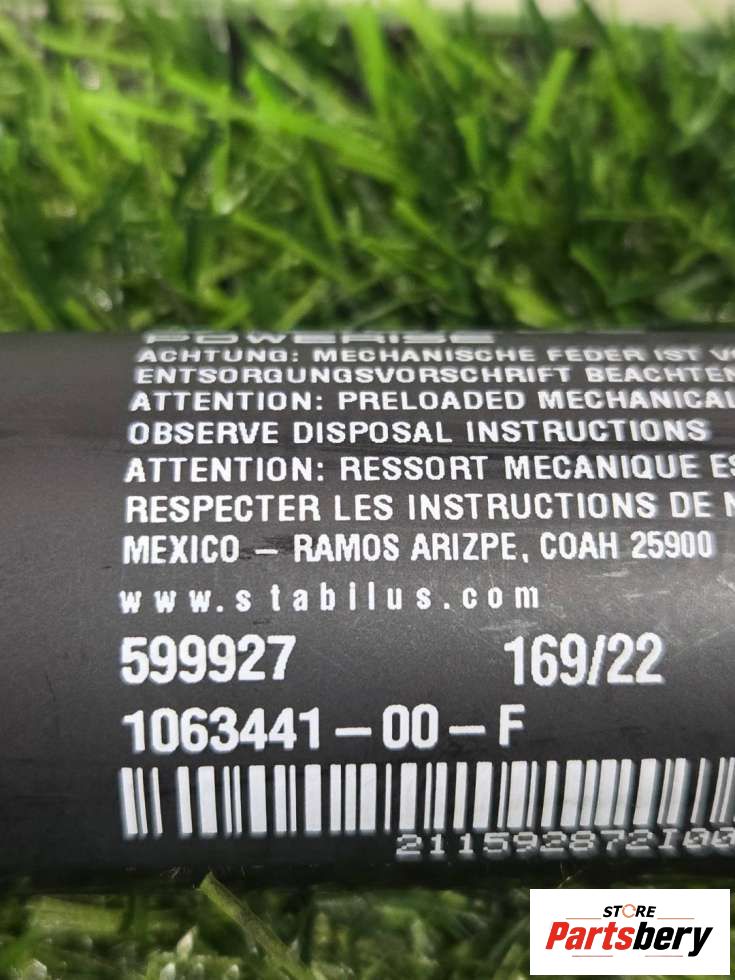 POWERISE
ACHTUNG: MECHANISCHE FEDER IST
ENTSORGUNGSVORSCHRIFT BEACHTEN
ATTENTION: PRELOADED MECHANICAL
OBSERVE DISPOSAL INSTRUCTIONS
ATTENTION: RESSORT MECANIQUE
RESPECTER LES INSTRUCTIONS DE
MEXICO – RAMOS ARIZPE, COAH 25900
www.stabilus.com
599927 169/22
1063441–00–F
211592872I00
STORE
Partsbery